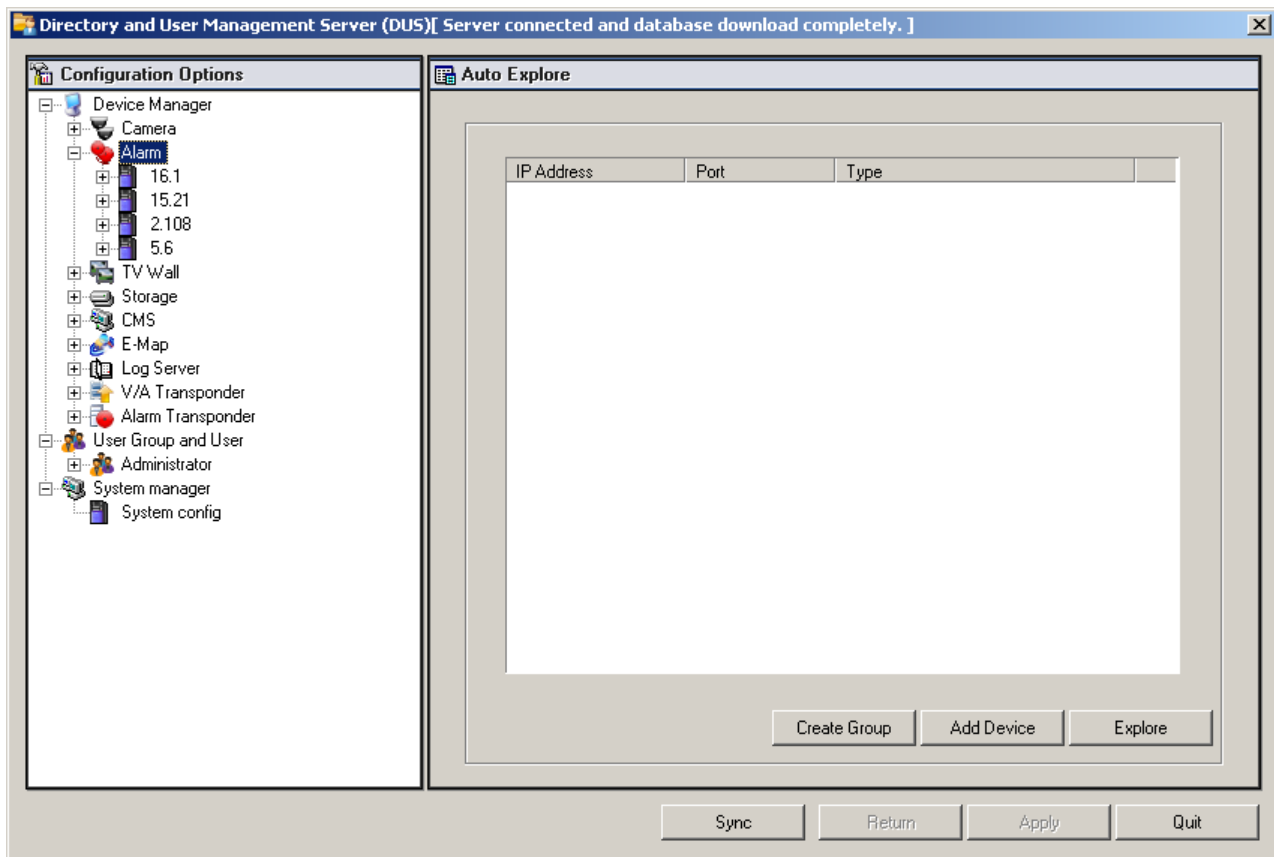 Directory and User Management Server (DUS)[ Server connected and database download completely. ]
Configuration Options
Device Manager
Camera
Alarm
16.1
15.21
2.108
5.6
TV Wall
Storage
CMS
E-Map
Log Server
V/A Transponder
Alarm Transponder
User Group and User
Administrator
System manager
System config
Auto Explore
IP Address Port Type
Create Group Add Device Explore
Sync Return Apply Quit